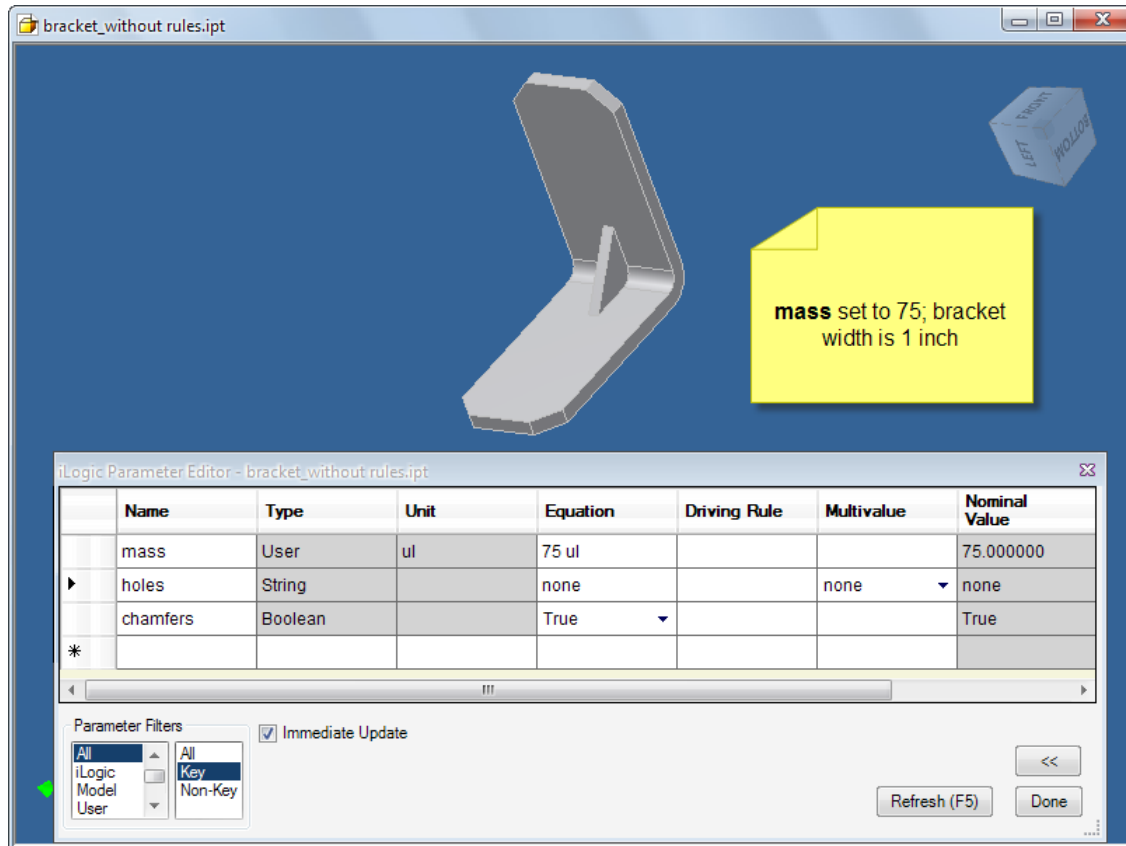 bracket_without rules.ipt
FRONT
LEFT
BOTTOM
mass set to 75; bracket
width is 1 inch
iLogic Parameter Editor - bracket_without rules.ipt
Name Type Unit Equation Driving Rule Multivalue Nominal Value
mass User ul 75 ul 75.000000
holes String none none none
chamfers Boolean True True
Parameter Filters
Immediate Update
All All
iLogic Key
Model Non-Key
User
<<
Refresh (F5) Done